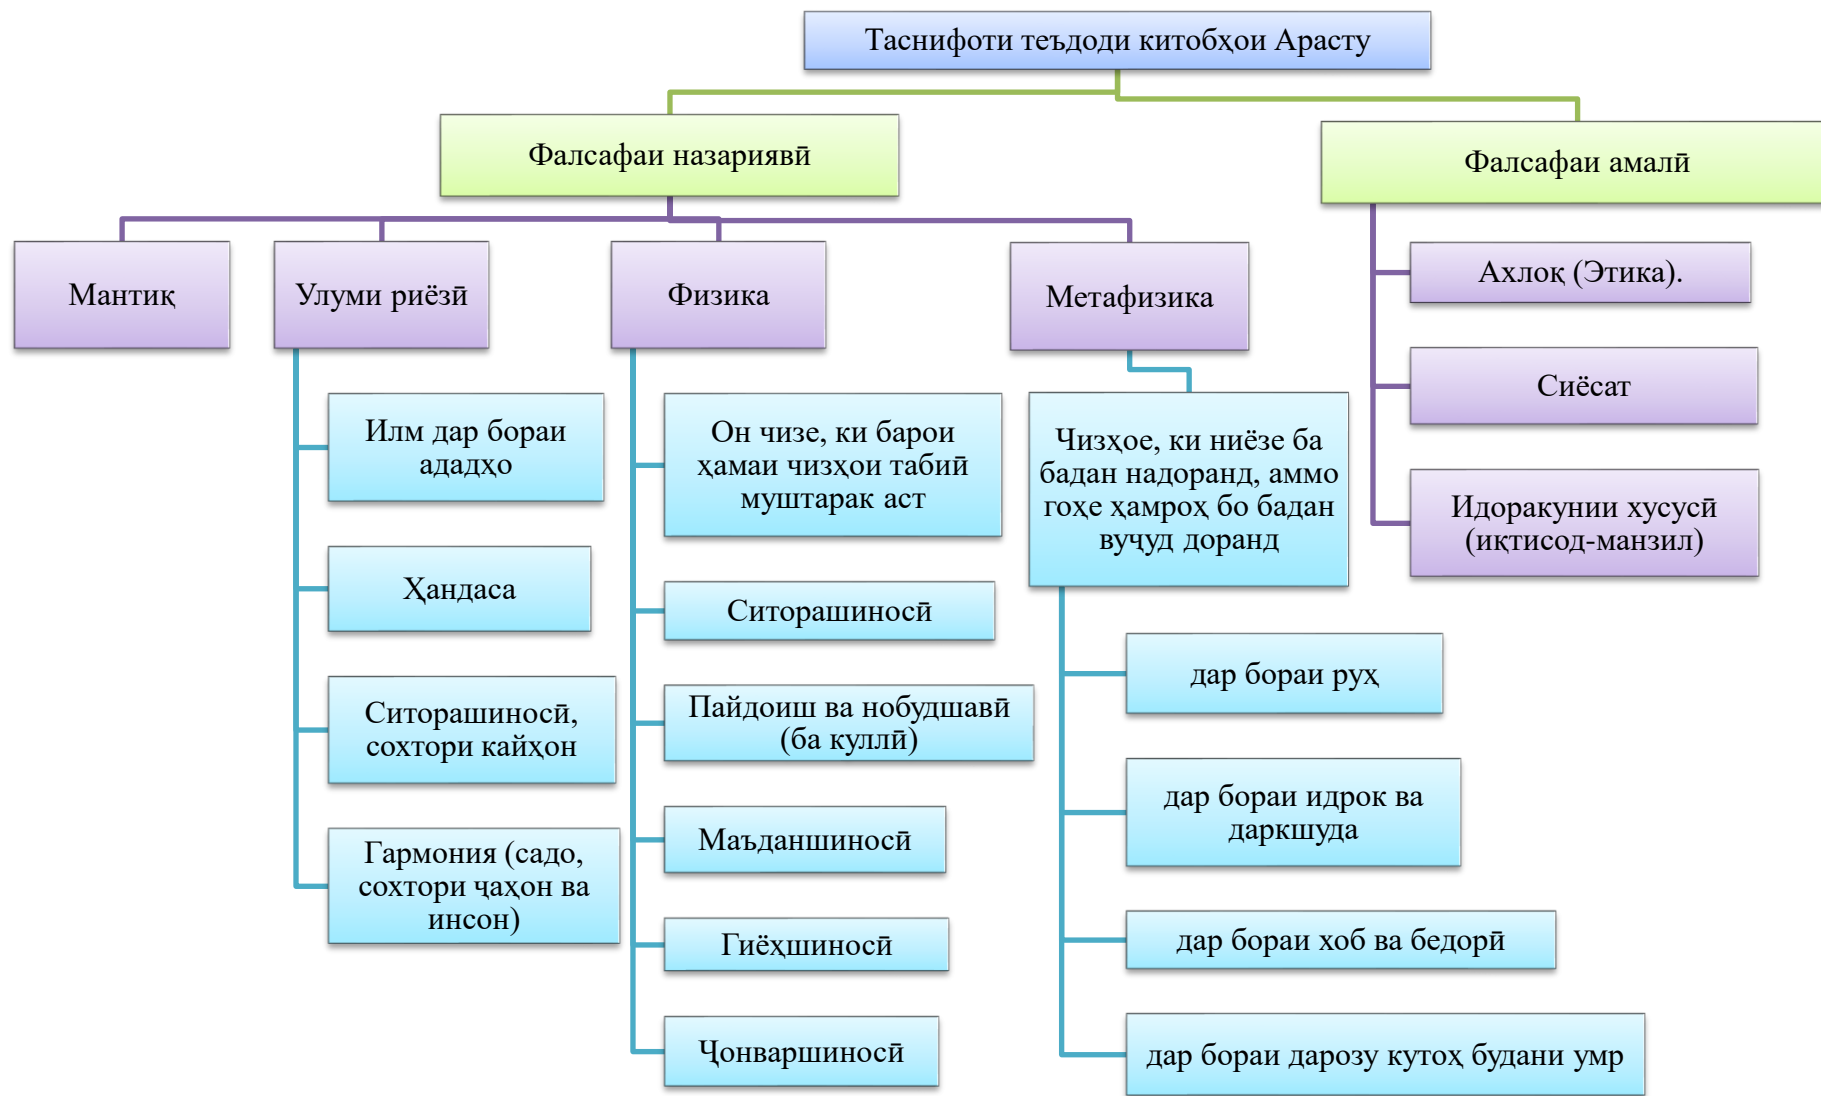 Таснифоти теъдоди китобҳои Арасту
Фалсафаи назариявӣ
Фалсафаи амалӣ
Мантиқ
Улуми риёзӣ
Физика
Метафизика
Илм дар бораи
ададҳо
Ҳандаса
Ситорашиносӣ,
сохтори кайҳон
Гармония (садо,
сохтори ҷаҳон ва
инсон)
Он чизе, ки барои
ҳамаи чизҳои табиӣ
муштарак аст
Ситорашиносӣ
Пайдоиш ва нобудшавӣ
(ба куллӣ)
Маъданшиносӣ
Гиёҳшиносӣ
Ҷонваршиносӣ
Чизҳое, ки ниёзе ба
бадан надоранд, аммо
гоҳе ҳамроҳ бо бадан
вуҷуд доранд
дар бораи руҳ
дар бораи идрок ва
даркшуда
дар бораи хоб ва бедорӣ
дар бораи дарозу кутоҳ будани умр
Ахлоқ (Этика).
Сиёсат
Идоракунии хусусӣ
(иқтисод-манзил)